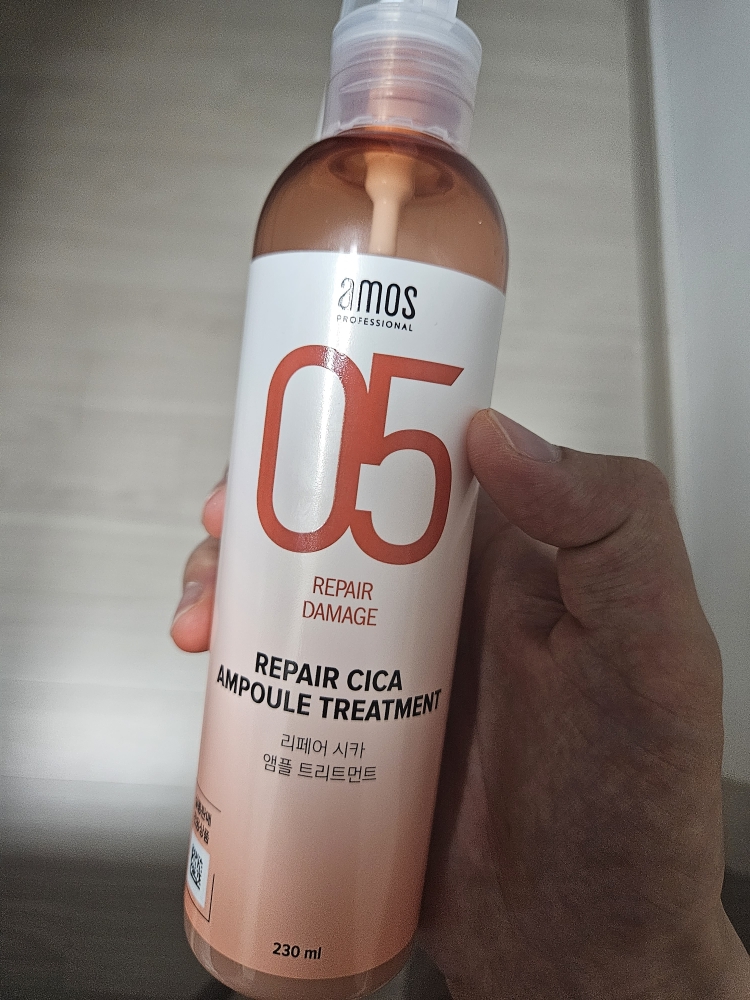 amos
PROFESSIONAL
05
REPAIR
DAMAGE
REPAIR CICA
AMPOULE TREATMENT
리페어 시카
앰플 트리트먼트
230 ml